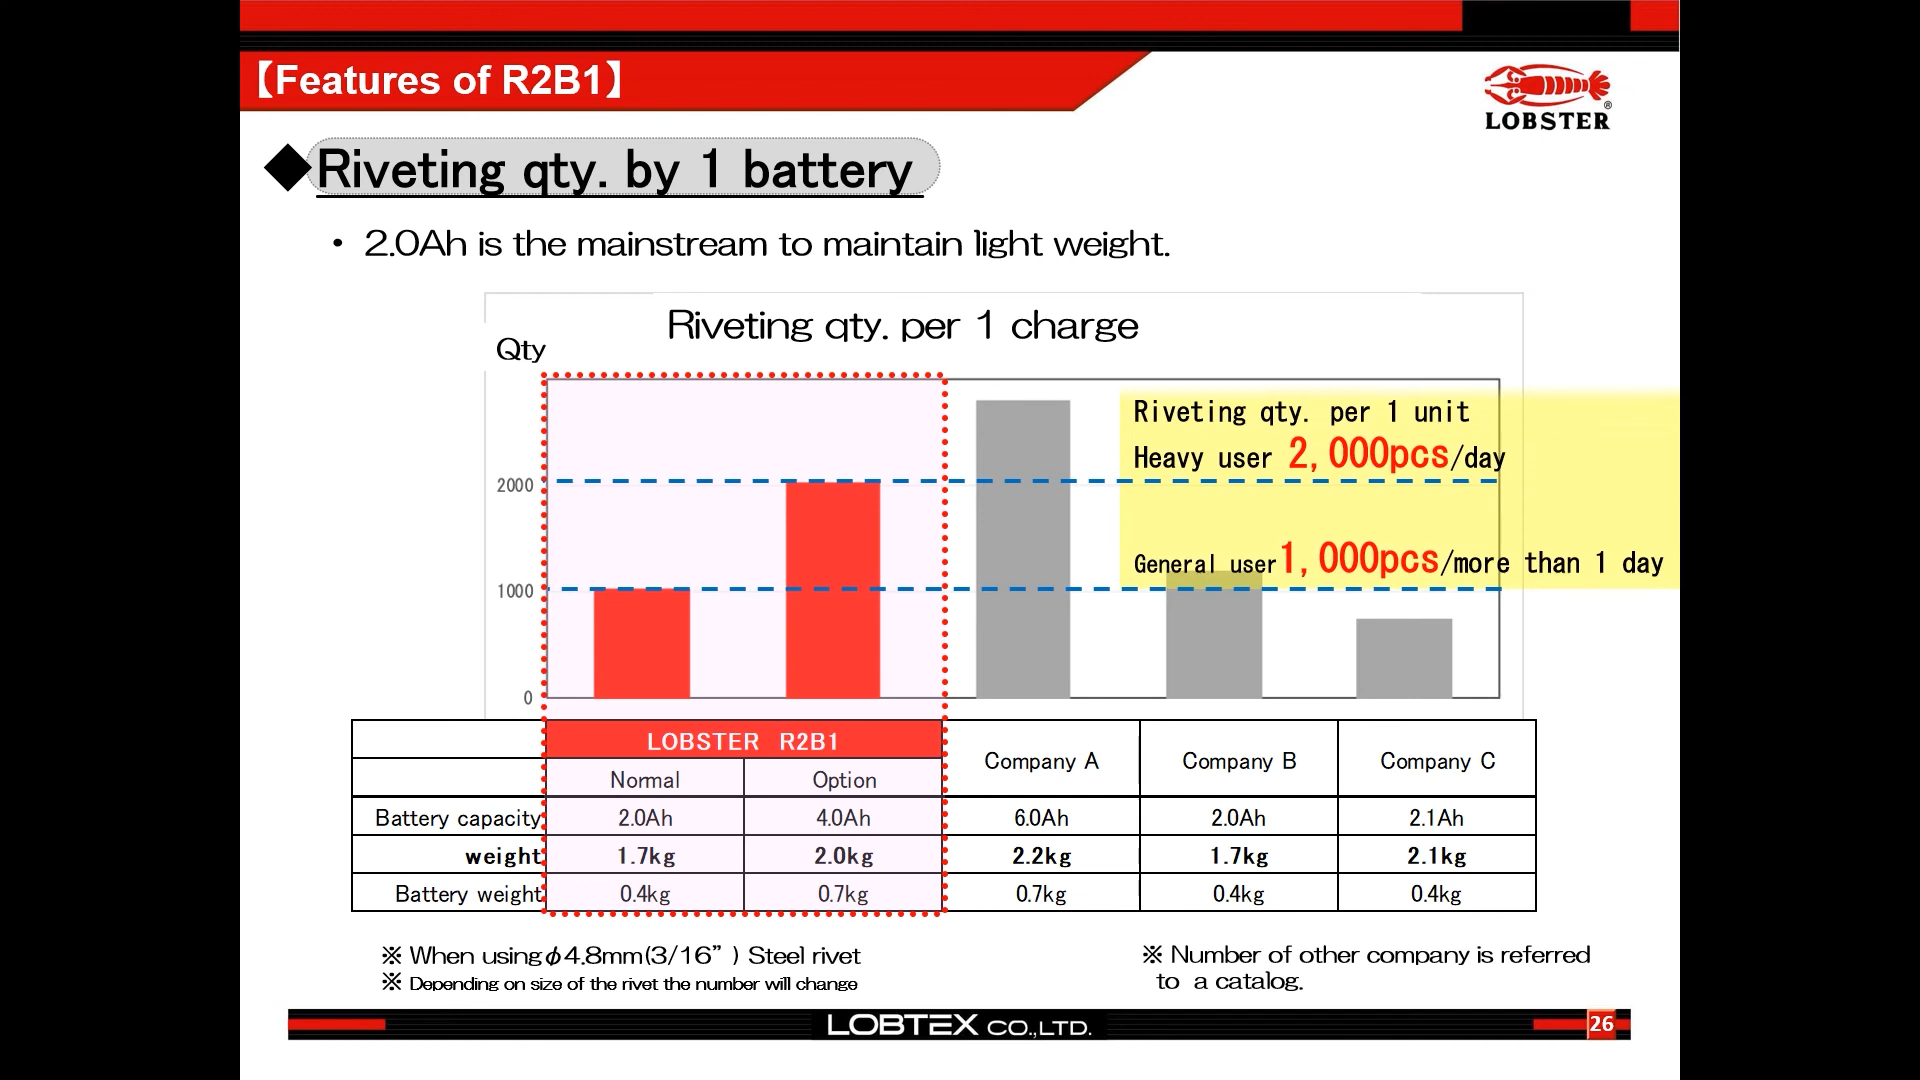 【Features of R2B1】
LOBSTER
®
◆Riveting qty. by 1 battery
• 2.0Ah is the mainstream to maintain light weight.
Riveting qty. per 1 charge
Qty
Riveting qty. per 1 unit
Heavy user 2,000pcs/day
2000
General user1,000pcs/more than 1 day
1000
0
LOBSTER R2B1
Company A Company B Company C
Normal Option
Battery capacity 2.0Ah 4.0Ah 6.0Ah 2.0Ah 2.1Ah
weight 1.7kg 2.0kg 2.2kg 1.7kg 2.1kg
Battery weight 0.4kg 0.7kg 0.7kg 0.4kg 0.4kg
※ When usingφ4.8mm(3/16”) Steel rivet
※ Depending on size of the rivet the number will change
※ Number of other company is referred
to a catalog.
LOBTEX CO.,LTD.
26